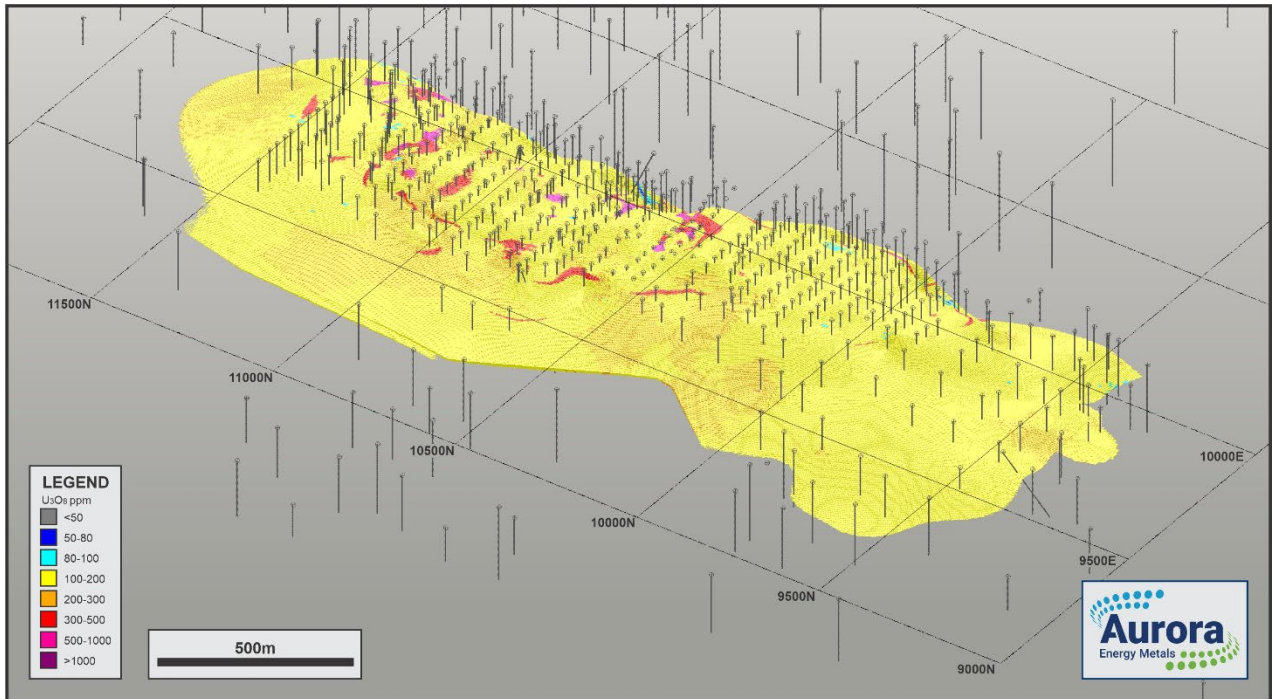 11500N
11000N
10500N
10000N
9500N
9000N
10000E
9500E
LEGEND
U₃O₈ ppm
<50
50-80
80-100
100-200
200-300
300-500
500-1000
>1000
500m
Aurora
Energy Metals